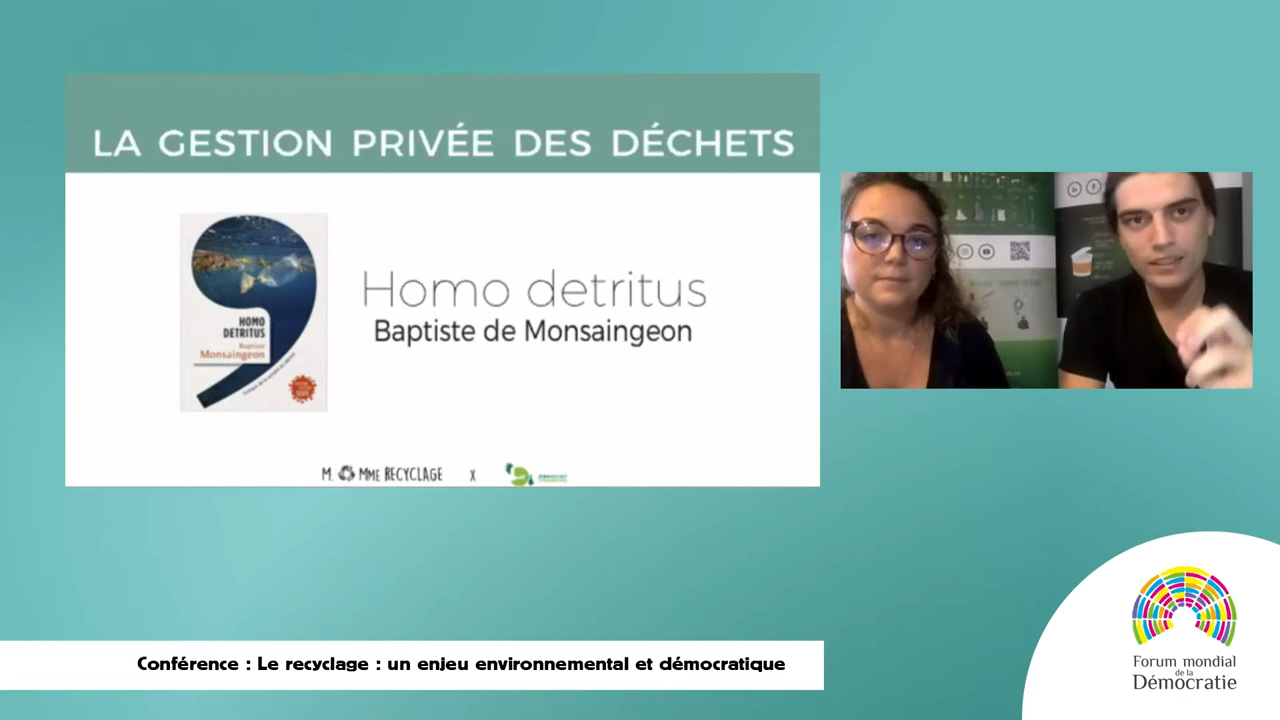 LA GESTION PRIVÉE DES DÉCHETS
HOMO
DETRITUS
Baptiste
Monsaingeon
Homo detritus
Baptiste de Monsaingeon
M. MME RECYCLAGE X
Conférence : Le recyclage : un enjeu environnemental et démocratique
Forum mondial
de la
Démocratie